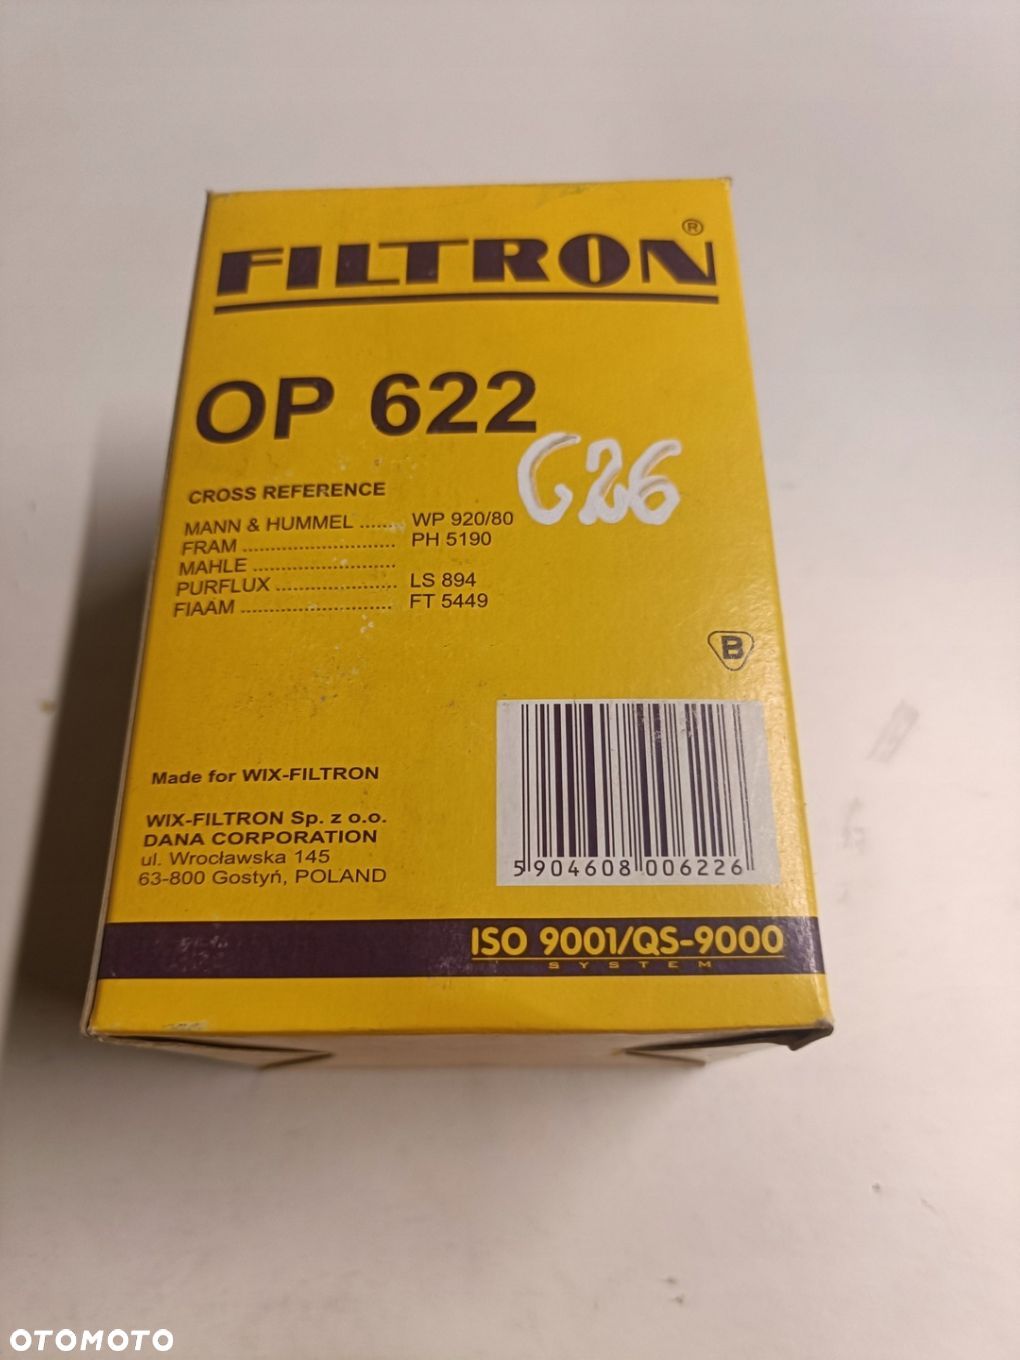 FILTRON®
OP 622
C26
CROSS REFERENCE
MANN & HUMMEL ....... WP 920/80
FRAM ........................... PH 5190
MAHLE .........................
PURFLUX ..................... LS 894
FIAAM .......................... FT 5449
B
Made for WIX-FILTRON
WIX-FILTRON Sp. z o.o.
DANA CORPORATION
ul. Wrocławska 145
63-800 Gostyń, POLAND
5 904608 006226
ISO 9001/QS-9000
SYSTEM
OTOMOTO